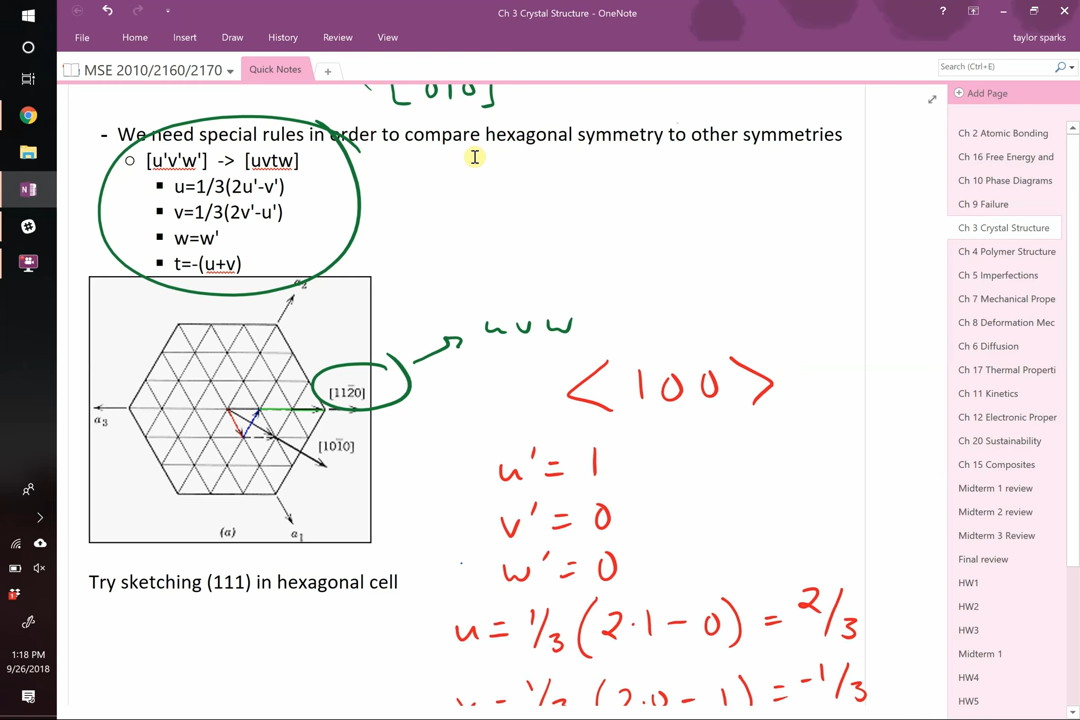 Ch 3 Crystal Structure - OneNote
?
File Home Insert Draw History Review View
taylor sparks
MSE 2010/2160/2170 Quick Notes +
Search (Ctrl+E)
Add Page
[010]
- We need special rules in order to compare hexagonal symmetry to other symmetries
[u'v'w'] -> [uvtw]
u=1/3(2u'-v')
v=1/3(2v'-u')
w=w'
t=-(u+v)
a2
[112̄0]
a3
[101̄0]
(a)
a1
u v w
<100>
u' = 1
v' = 0
w' = 0
u = 1/3 (2·1 - 0) = 2/3
= -1/3
Try sketching (111) in hexagonal cell
Ch 2 Atomic Bonding
Ch 16 Free Energy and
Ch 10 Phase Diagrams
Ch 9 Failure
Ch 3 Crystal Structure
Ch 4 Polymer Structure
Ch 5 Imperfections
Ch 7 Mechanical Prope
Ch 8 Deformation Mec
Ch 6 Diffusion
Ch 17 Thermal Properti
Ch 11 Kinetics
Ch 12 Electronic Proper
Ch 20 Sustainability
Ch 15 Composites
Midterm 1 review
Midterm 2 review
Midterm 3 Review
Final review
HW1
HW2
HW3
Midterm 1
HW4
HW5
1:18 PM
9/26/2018